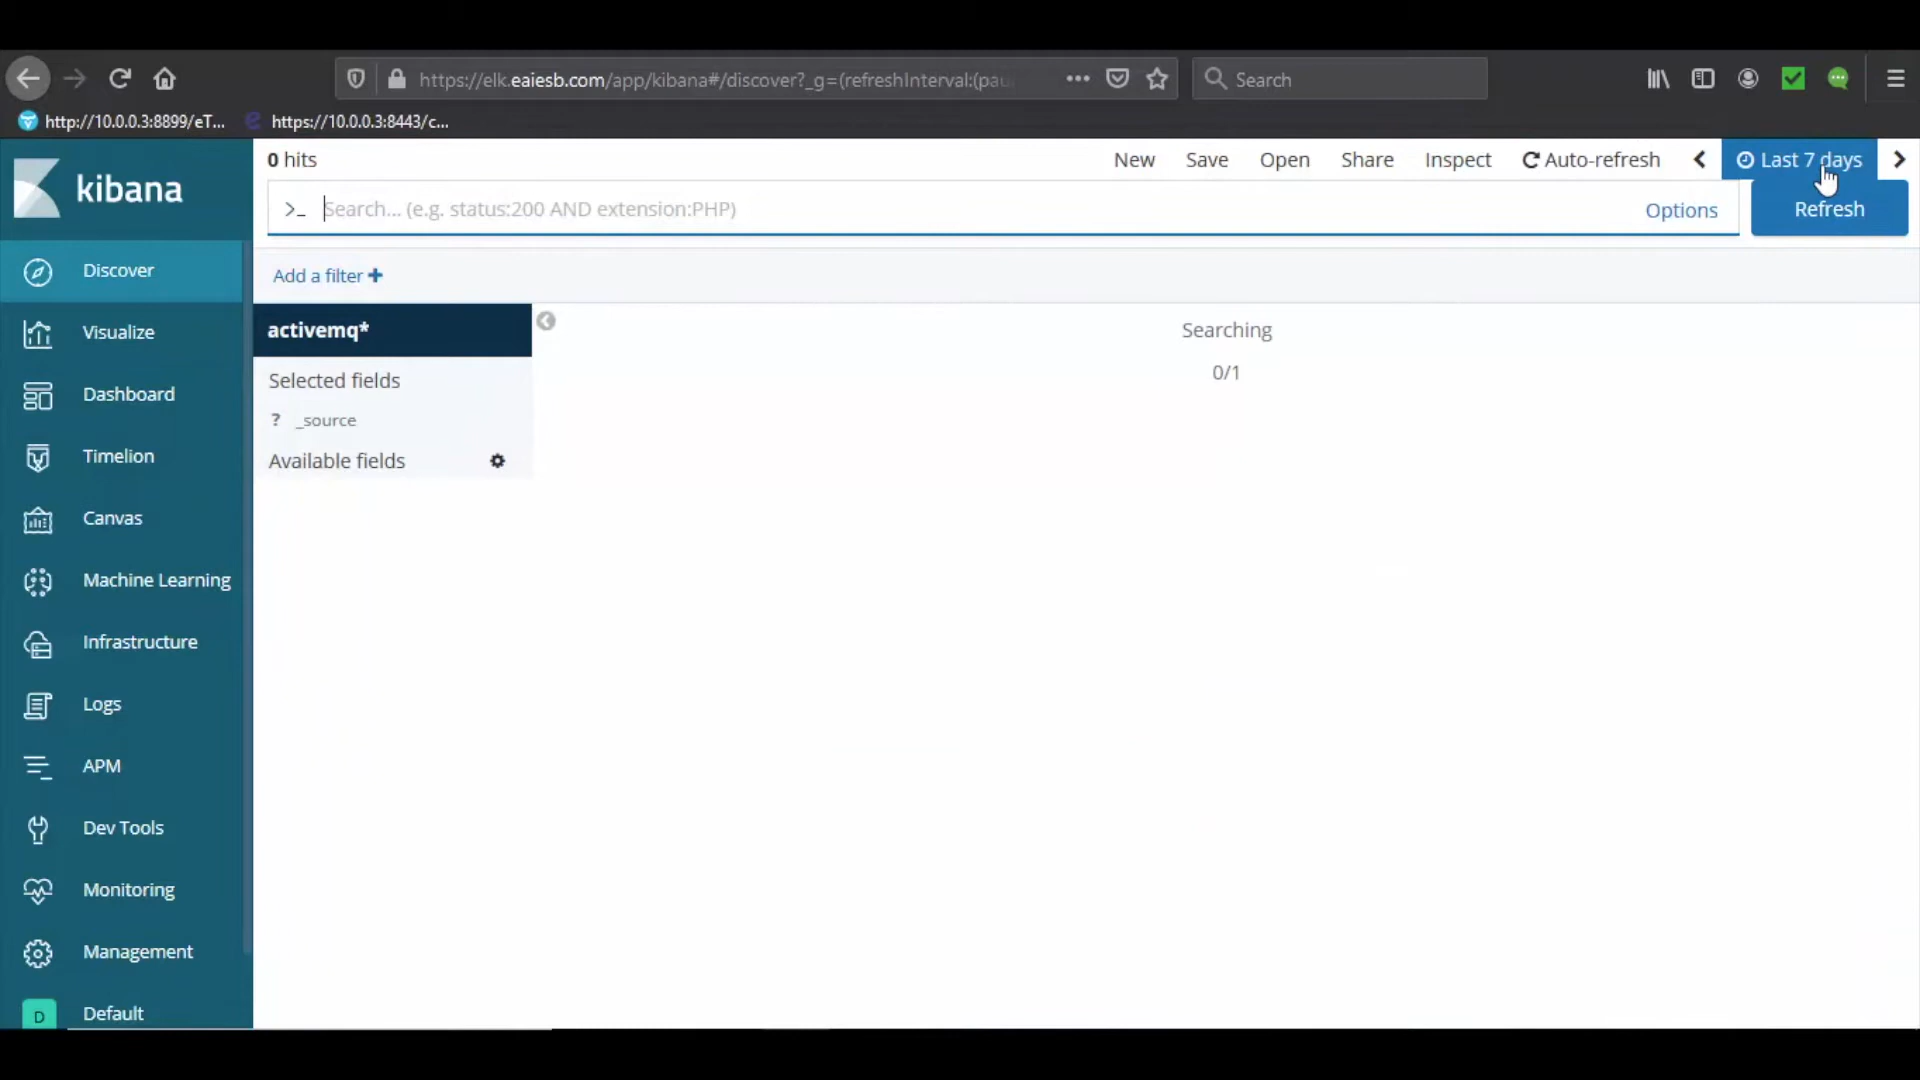 https://elk.eaiesb.com/app/kibana#/discover?_g=(refreshInterval:(pau
Search
http://10.0.0.3:8899/eT...
https://10.0.0.3:8443/c...
kibana
0 hits
New
Save
Open
Share
Inspect
Auto-refresh
Last 7 days
>_ Search... (e.g. status:200 AND extension:PHP)
Options
Refresh
Add a filter +
Discover
Visualize
Dashboard
Timelion
Canvas
Machine Learning
Infrastructure
Logs
APM
Dev Tools
Monitoring
Management
D Default
activemq*
Selected fields
? _source
Available fields
Searching
0/1